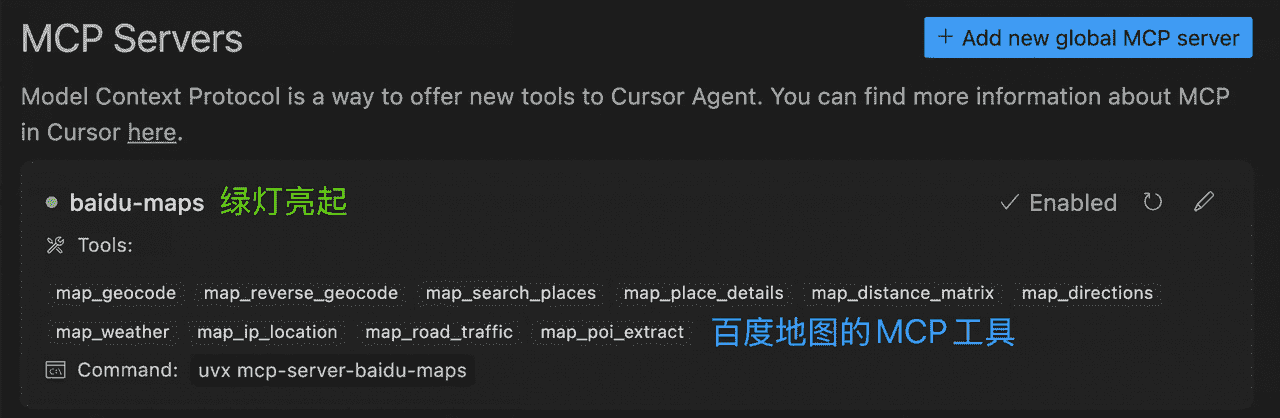 MCP Servers
+ Add new global MCP server
Model Context Protocol is a way to offer new tools to Cursor Agent. You can find more information about MCP
in Cursor here.
baidu-maps 绿灯亮起
Enabled
Tools:
map_geocode map_reverse_geocode map_search_places map_place_details map_distance_matrix map_directions
map_weather map_ip_location map_road_traffic map_poi_extract 百度地图的MCP工具
Command: uvx mcp-server-baidu-maps